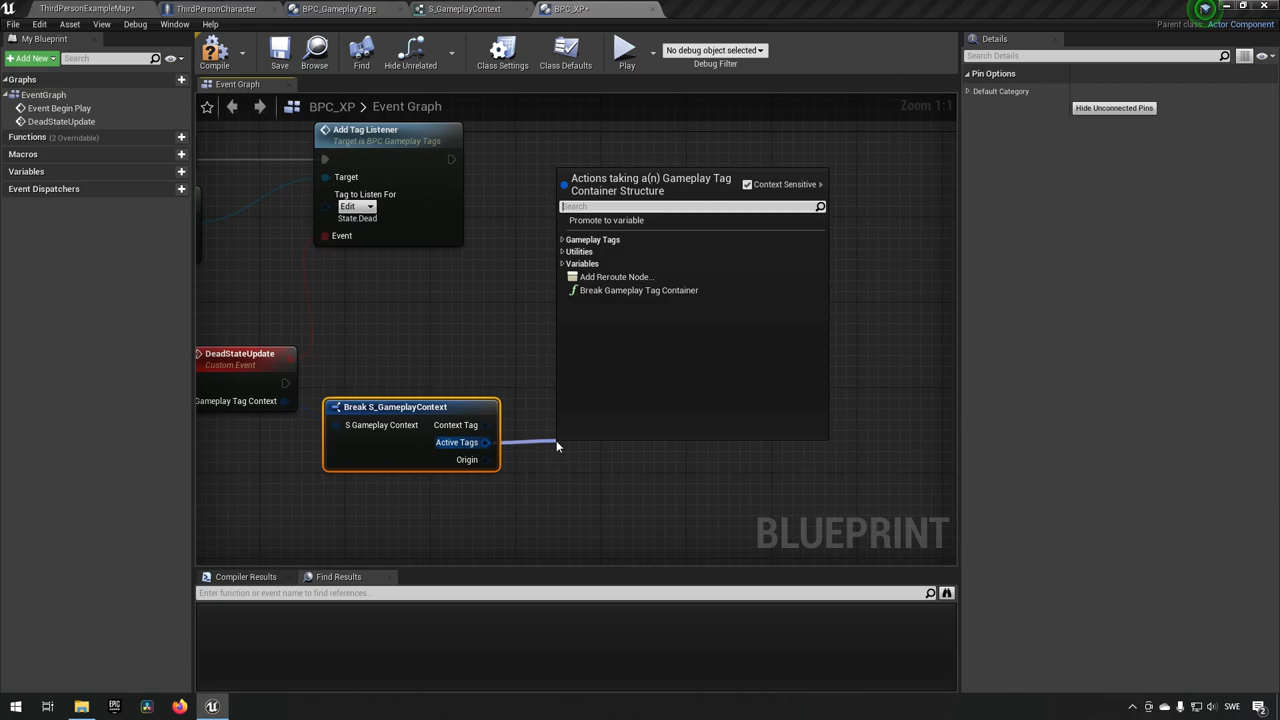 ThirdPersonExampleMap*
ThirdPersonCharacter
BPC_GameplayTags
S_GameplayContext
BPC_XP*
File Edit Asset View Debug Window Help
Parent class: Actor Component
My Blueprint
Add New
Search
Compile
Save
Browse
Find
Hide Unrelated
Class Settings
Class Defaults
Play
No debug object selected
Debug Filter
Details
Search Details
Pin Options
Default Category
Hide Unconnected Pins
Graphs
EventGraph
Event Begin Play
DeadStateUpdate
Functions (2 Overridable)
Macros
Variables
Event Dispatchers
Event Graph
BPC_XP > Event Graph
Zoom 1:1
Add Tag Listener
Target is BPC Gameplay Tags
Target
Tag to Listen For
Edit
State.Dead
Event
Actions taking a(n) Gameplay Tag
Container Structure
Context Sensitive
Search
Promote to variable
Gameplay Tags
Utilities
Variables
Add Reroute Node...
Break Gameplay Tag Container
DeadStateUpdate
Custom Event
Gameplay Tag Context
Break S_GameplayContext
S Gameplay Context
Context Tag
Active Tags
Origin
BLUEPRINT
Compiler Results
Find Results
Enter function or event name to find references...
EPIC
SWE
2